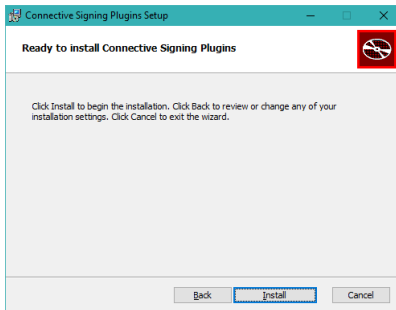 Connective Signing Plugins Setup
Ready to install Connective Signing Plugins
Click Install to begin the installation. Click Back to review or change any of your
installation settings. Click Cancel to exit the wizard.
Back Install Cancel